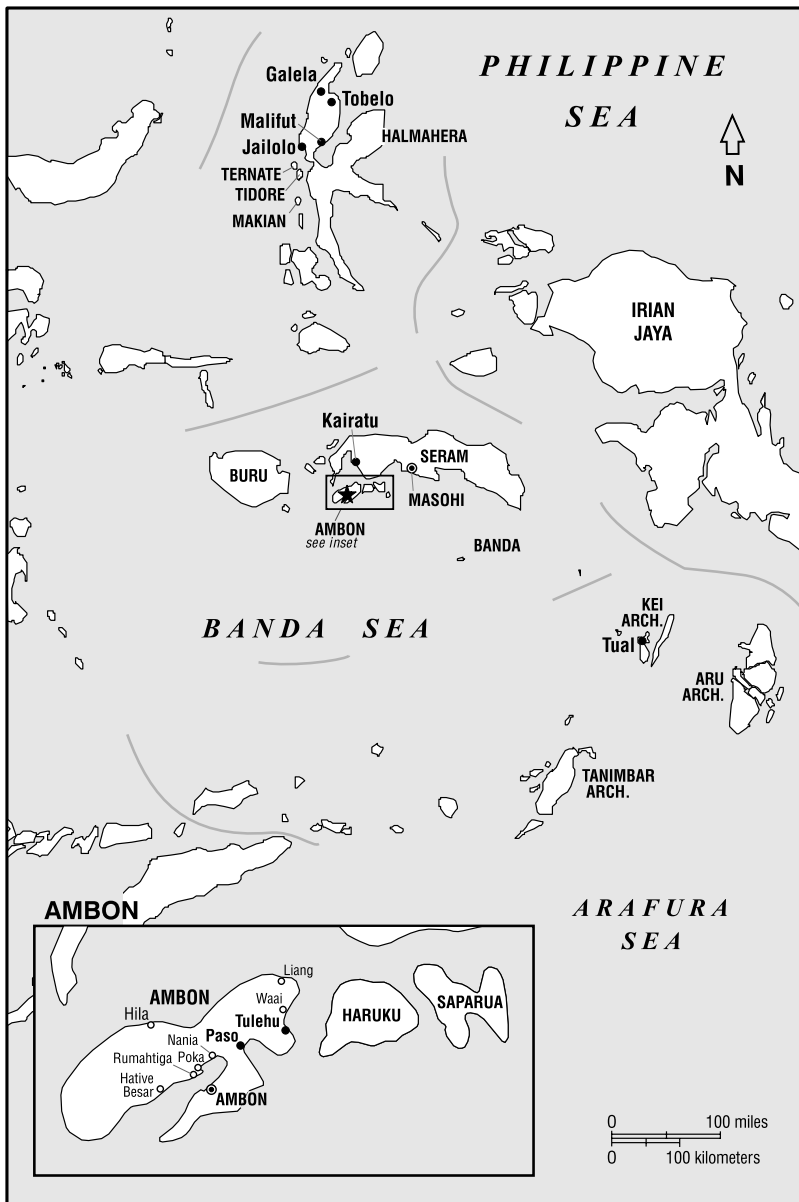 PHILIPPINE
SEA
N
Galela
Tobelo
Malifut
HALMAHERA
Jailolo
TERNATE
TIDORE
MAKIAN
IRIAN
JAYA
Kairatu
SERAM
BURU
MASOHI
AMBON
see inset
BANDA
BANDA SEA
KEI
ARCH.
Tual
ARU
ARCH.
TANIMBAR
ARCH.
ARAFURA
SEA
AMBON
Liang
AMBON
Waai
Hila
Tulehu
HARUKU
SAPARUA
Paso
Nania
Rumahtiga
Poka
Hative
Besar
AMBON
0 100 miles
0 100 kilometers